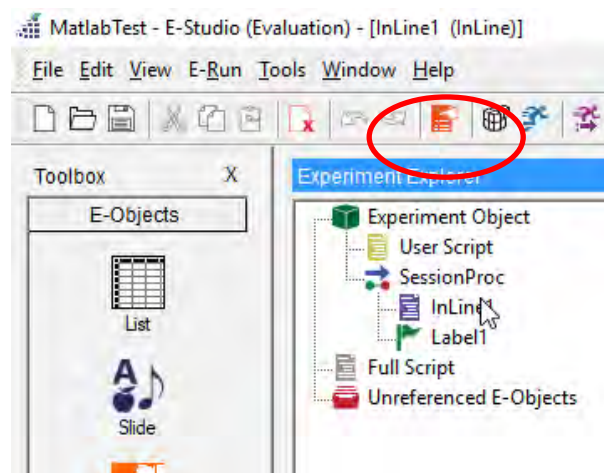 MatlabTest - E-Studio (Evaluation) - [InLine1 (InLine)]
File Edit View E-Run Tools Window Help
Toolbox X
Experiment Explorer
E-Objects
List
Slide
Experiment Object
User Script
SessionProc
InLine1
Label1
Full Script
Unreferenced E-Objects